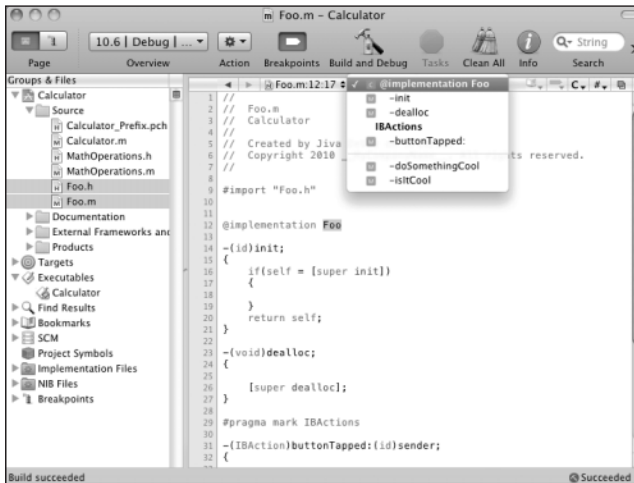 Foo.m – Calculator
10.6 | Debug | ...
String
Page
Overview
Action
Breakpoints
Build and Debug
Tasks
Clean All
Info
Search
Groups & Files
Calculator
Source
Calculator_Prefix.pch
Calculator.m
MathOperations.h
MathOperations.m
Foo.h
Foo.m
Documentation
External Frameworks and
Products
Targets
Executables
Calculator
Find Results
Bookmarks
SCM
Project Symbols
Implementation Files
NIB Files
Breakpoints
Foo.m:12:17
@implementation Foo
-init
-dealloc
IBActions
-buttonTapped:
-doSomethingCool
-isItCool
C #
1 //
2 // Foo.m
3 // Calculator
4 //
5 // Created by Jiva
6 // Copyright 2010 _ ts reserved.
7 //
8
9 #import "Foo.h"
10
11
12 @implementation Foo
13
14 -(id)init;
15 {
16 if(self = [super init])
17 {
18
19 }
20 return self;
21 }
22
23 -(void)dealloc;
24 {
25
26 [super dealloc];
27 }
28
29 #pragma mark IBActions
30
31 -(IBAction)buttonTapped:(id)sender;
32 {
Build succeeded
Succeeded